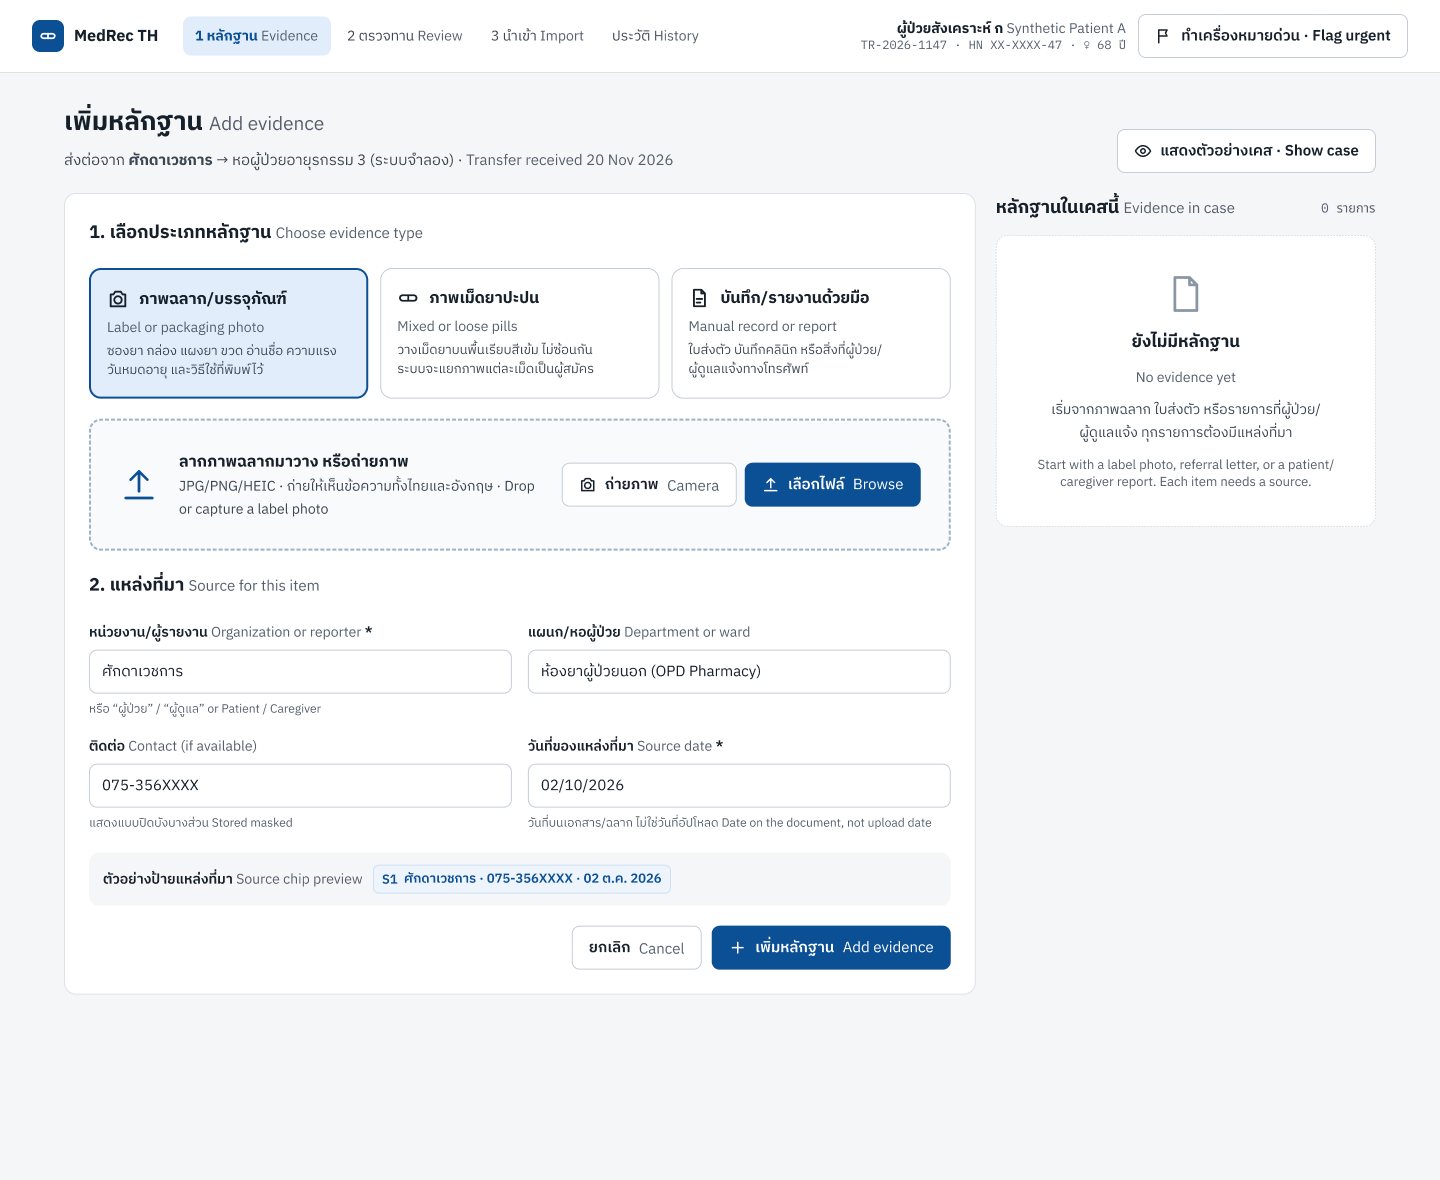 MedRec TH
1 หลักฐาน Evidence
2 ตรวจทาน Review
3 นำเข้า Import
ประวัติ History
ผู้ป่วยสังเคราะห์ ก Synthetic Patient A
TR-2026-1147 · HN XX-XXXX-47 · ♀ 68 ปี
ทำเครื่องหมายด่วน · Flag urgent
เพิ่มหลักฐาน Add evidence
ส่งต่อจาก ศักดาเวชการ → หอผู้ป่วยอายุรกรรม 3 (ระบบจำลอง) · Transfer received 20 Nov 2026
แสดงตัวอย่างเคส · Show case
1. เลือกประเภทหลักฐาน Choose evidence type
ภาพฉลาก/บรรจุภัณฑ์
Label or packaging photo
ซองยา กล่อง แผงยา ขวด อ่านชื่อ ความแรง
วันหมดอายุ และวิธีใช้ที่พิมพ์ไว้
ภาพเม็ดยาปะปน
Mixed or loose pills
วางเม็ดยาบนพื้นเรียบสีเข้ม ไม่ซ้อนกัน
ระบบจะแยกภาพแต่ละเม็ดเป็นผู้สมัคร
บันทึก/รายงานด้วยมือ
Manual record or report
ใบส่งตัว บันทึกคลินิก หรือสิ่งที่ผู้ป่วย/
ผู้ดูแลแจ้งทางโทรศัพท์
ลากภาพฉลากมาวาง หรือถ่ายภาพ
JPG/PNG/HEIC · ถ่ายให้เห็นข้อความทั้งไทยและอังกฤษ · Drop
or capture a label photo
ถ่ายภาพ Camera
เลือกไฟล์ Browse
2. แหล่งที่มา Source for this item
หน่วยงาน/ผู้รายงาน Organization or reporter *
ศักดาเวชการ
หรือ “ผู้ป่วย” / “ผู้ดูแล” or Patient / Caregiver
แผนก/หอผู้ป่วย Department or ward
ห้องยาผู้ป่วยนอก (OPD Pharmacy)
ติดต่อ Contact (if available)
075-356XXXX
แสดงแบบปิดบังบางส่วน Stored masked
วันที่ของแหล่งที่มา Source date *
02/10/2026
วันที่บนเอกสาร/ฉลาก ไม่ใช่วันที่อัปโหลด Date on the document, not upload date
ตัวอย่างป้ายแหล่งที่มา Source chip preview
S1 ศักดาเวชการ · 075-356XXXX · 02 ต.ค. 2026
ยกเลิก Cancel
เพิ่มหลักฐาน Add evidence
หลักฐานในเคสนี้ Evidence in case
0 รายการ
ยังไม่มีหลักฐาน
No evidence yet
เริ่มจากภาพฉลาก ใบส่งตัว หรือรายการที่ผู้ป่วย/
ผู้ดูแลแจ้ง ทุกรายการต้องมีแหล่งที่มา
Start with a label photo, referral letter, or a patient/
caregiver report. Each item needs a source.